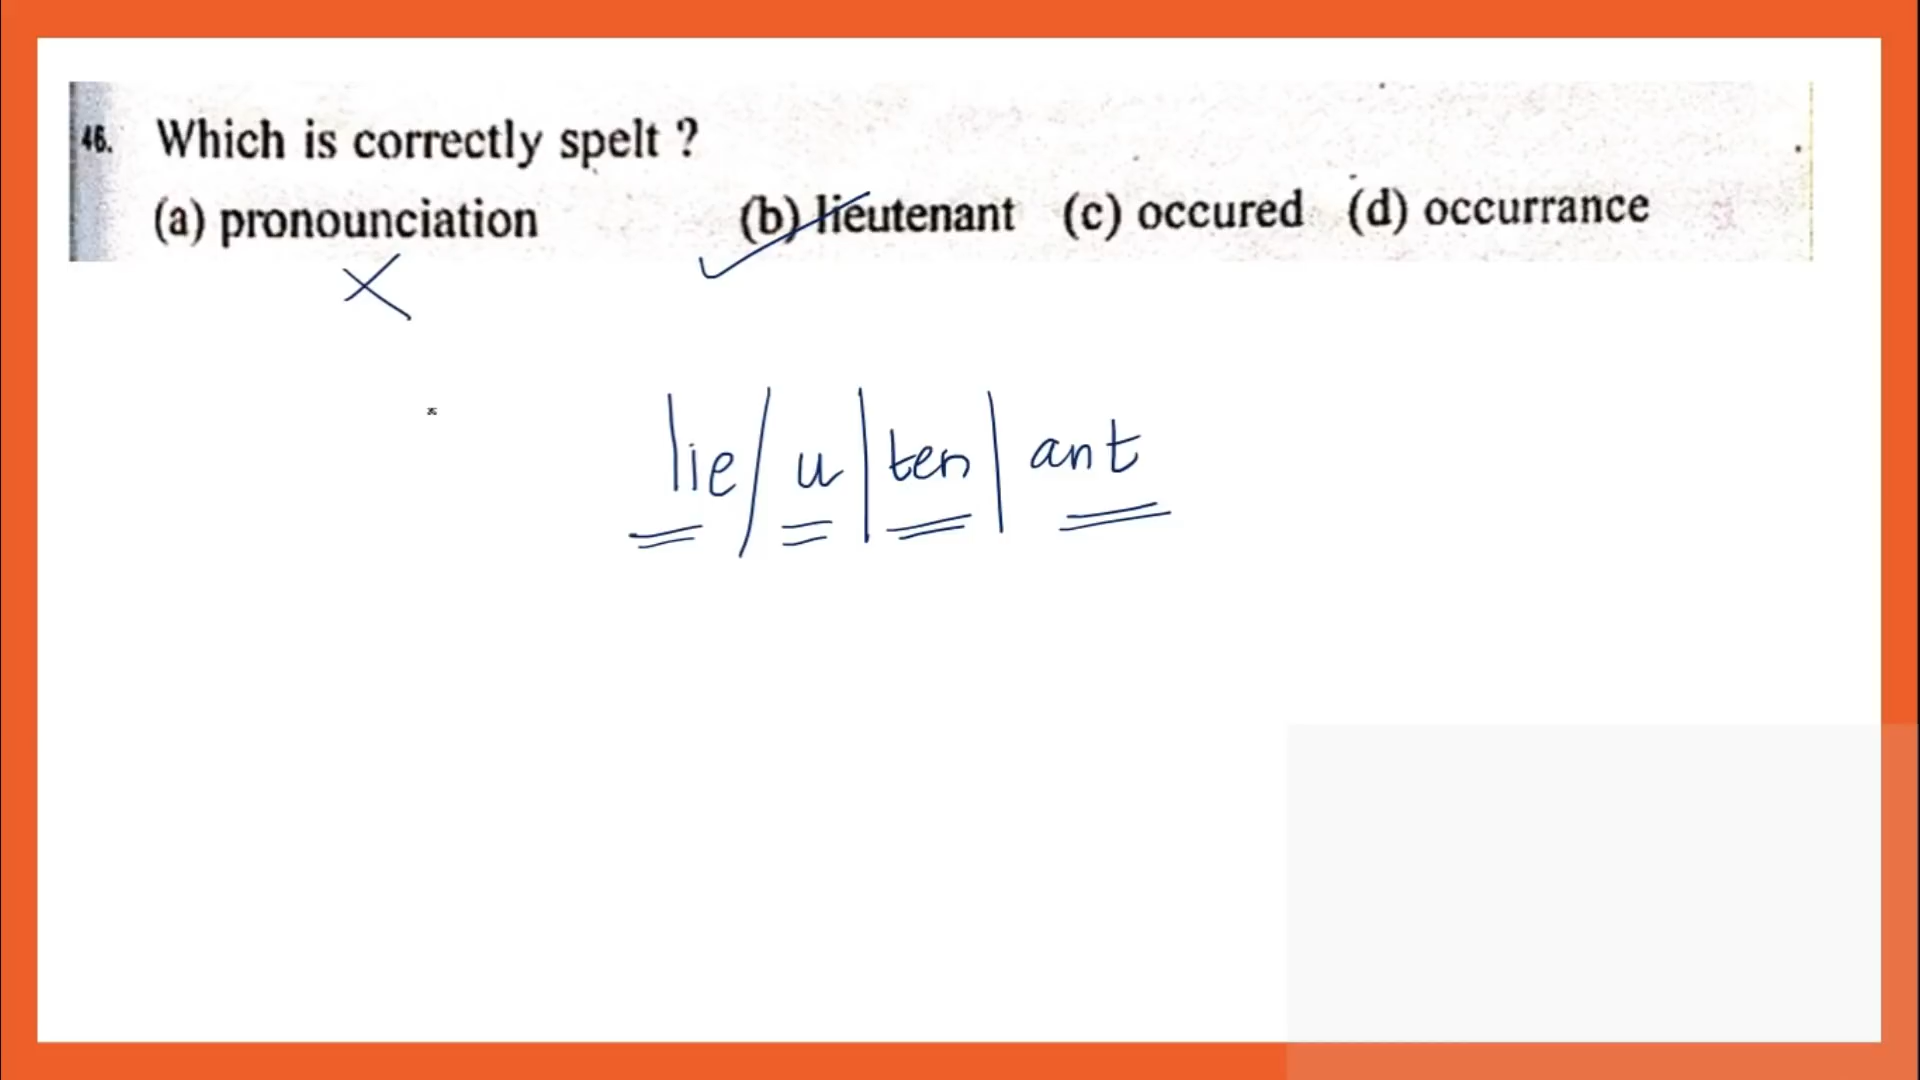 46. Which is correctly spelt ?
(a) pronounciation (b) lieutenant (c) occured (d) occurrance
lie/ u | ten | ant